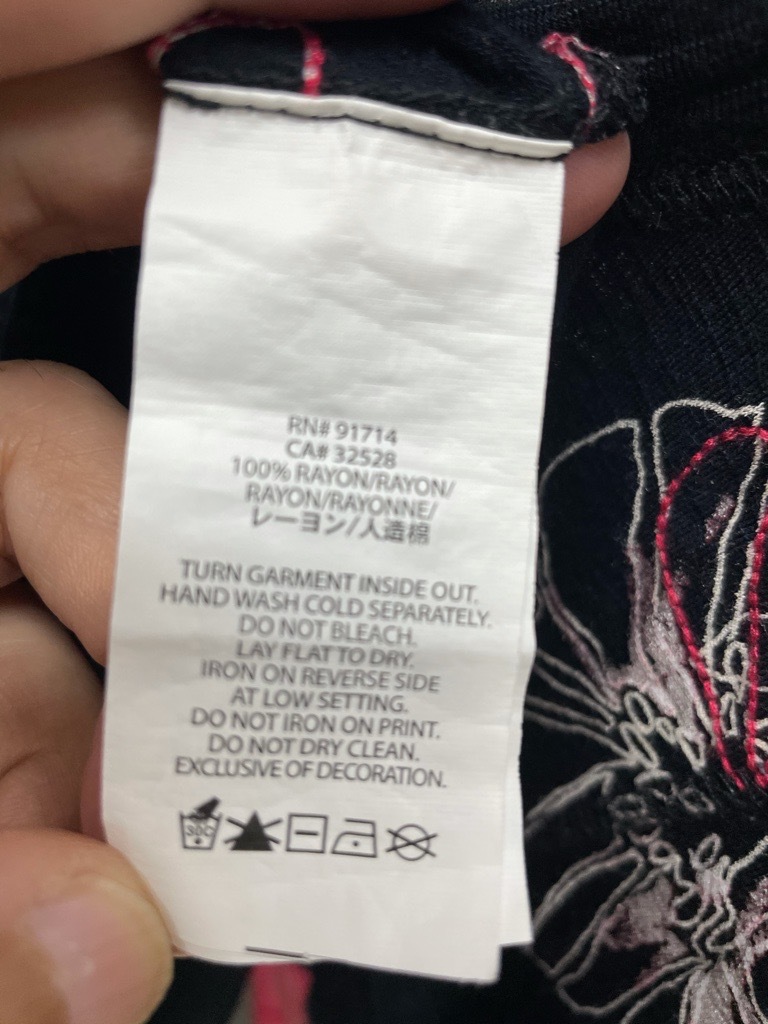 RN# 91714
CA# 32528
100% RAYON/RAYON/
RAYON/RAYONNE/
レーヨン/人造棉
TURN GARMENT INSIDE OUT.
HAND WASH COLD SEPARATELY.
DO NOT BLEACH.
LAY FLAT TO DRY.
IRON ON REVERSE SIDE
AT LOW SETTING.
DO NOT IRON ON PRINT.
DO NOT DRY CLEAN.
EXCLUSIVE OF DECORATION.
30C